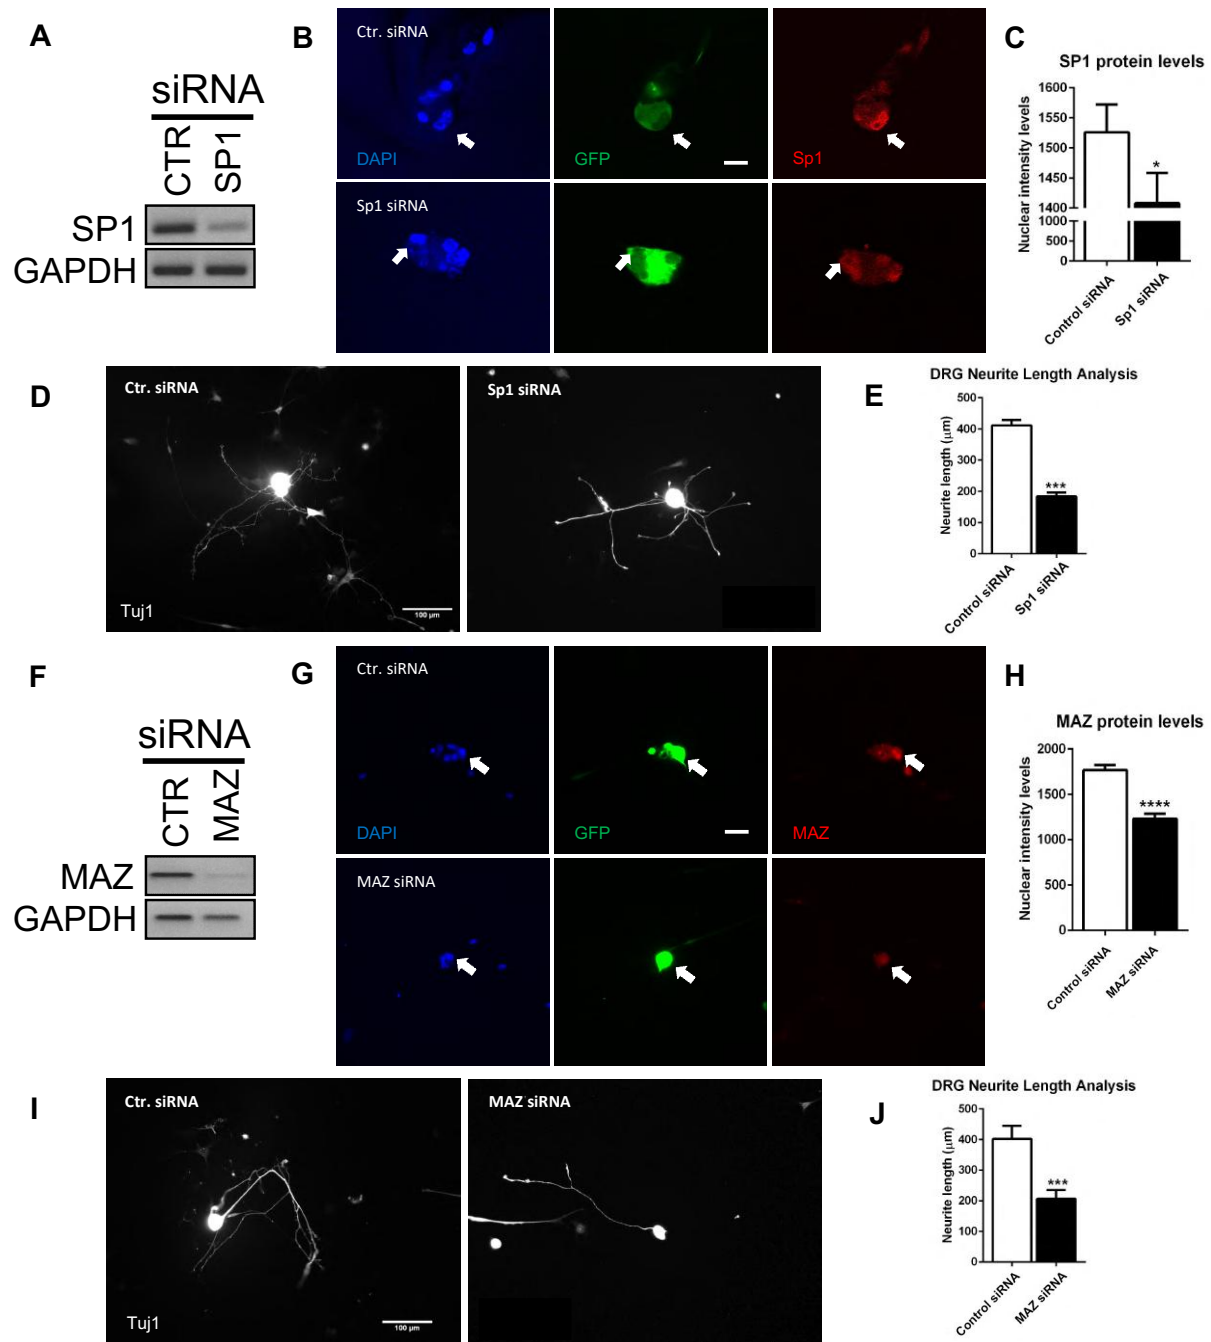 A
siRNA
CTR
SP1
SP1
GAPDH
B
Ctr. siRNA
DAPI
GFP
Sp1
Sp1 siRNA
C
SP1 protein levels
Nuclear intensity levels
1600
1550
1500
1450
1400
1000
500
0
*
Control siRNA
Sp1 siRNA
D
Ctr. siRNA
Tuj1
100 µm
Sp1 siRNA
E
DRG Neurite Length Analysis
Neurite length (µm)
500
400
300
200
100
0
***
Control siRNA
Sp1 siRNA
F
siRNA
CTR
MAZ
MAZ
GAPDH
G
Ctr. siRNA
DAPI
GFP
MAZ
MAZ siRNA
H
MAZ protein levels
Nuclear intensity levels
2000
1500
1000
500
0
****
Control siRNA
MAZ siRNA
I
Ctr. siRNA
Tuj1
100 µm
MAZ siRNA
J
DRG Neurite Length Analysis
Neurite length (µm)
500
400
300
200
100
0
***
Control siRNA
MAZ siRNA